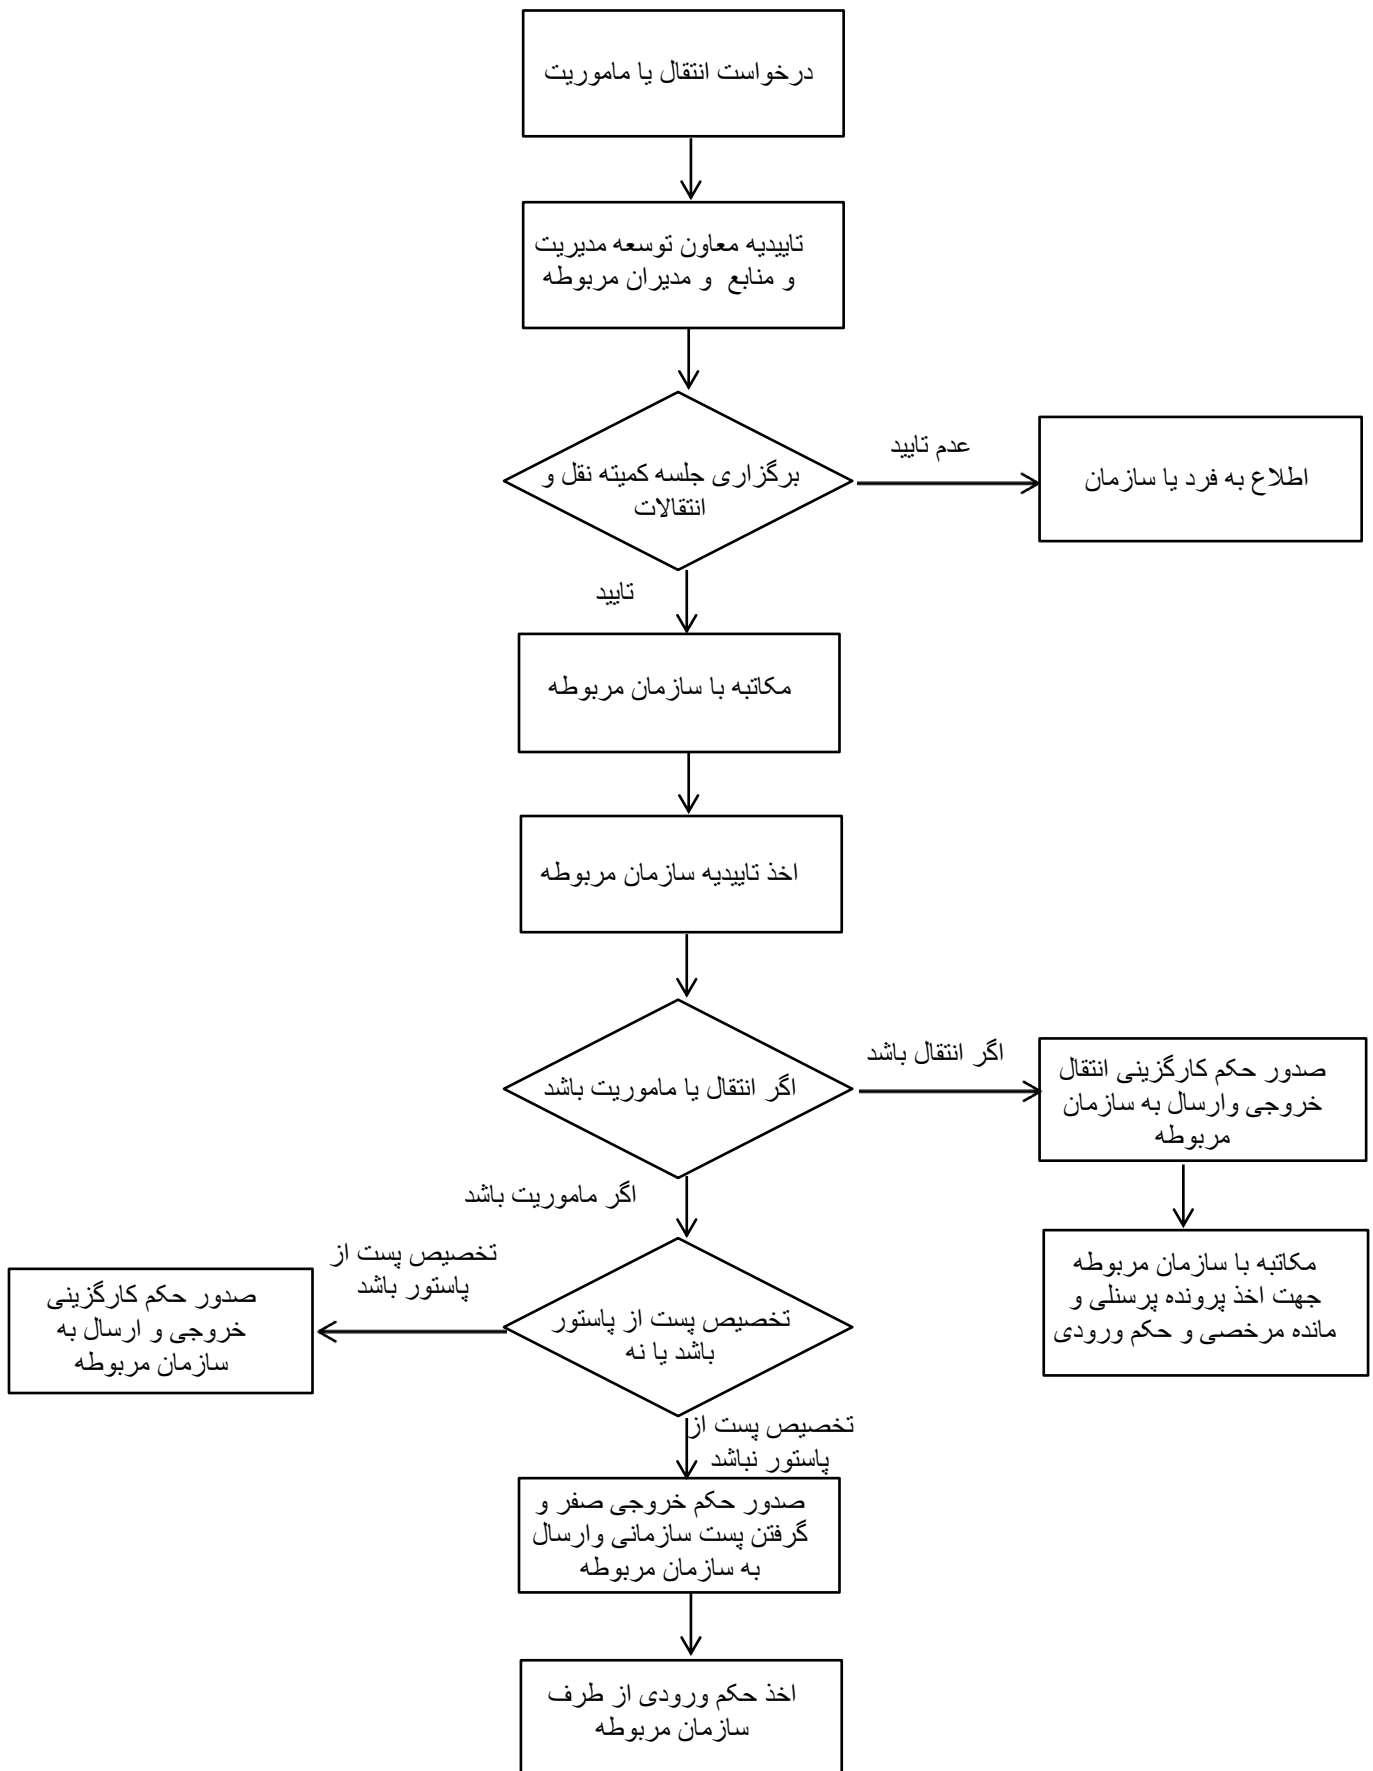 درخواست انتقال یا ماموریت
تاییدیه معاون توسعه مدیریت
و منابع و مدیران مربوطه
برگزاری جلسه کمیته نقل و
انتقالات
عدم تایید
اطلاع به فرد یا سازمان
تایید
مکاتبه با سازمان مربوطه
اخذ تاییدیه سازمان مربوطه
اگر انتقال یا ماموریت باشد
اگر انتقال باشد
صدور حکم کارگزینی انتقال
خروجی وارسال به سازمان
مربوطه
مکاتبه با سازمان مربوطه
جهت اخذ پرونده پرسنلی و
مانده مرخصی و حکم ورودی
اگر ماموریت باشد
تخصیص پست از پاستور
باشد یا نه
تخصیص پست از
پاستور باشد
صدور حکم کارگزینی
خروجی و ارسال به
سازمان مربوطه
تخصیص پست از
پاستور نباشد
صدور حکم خروجی صفر و
گرفتن پست سازمانی وارسال
به سازمان مربوطه
اخذ حکم ورودی از طرف
سازمان مربوطه